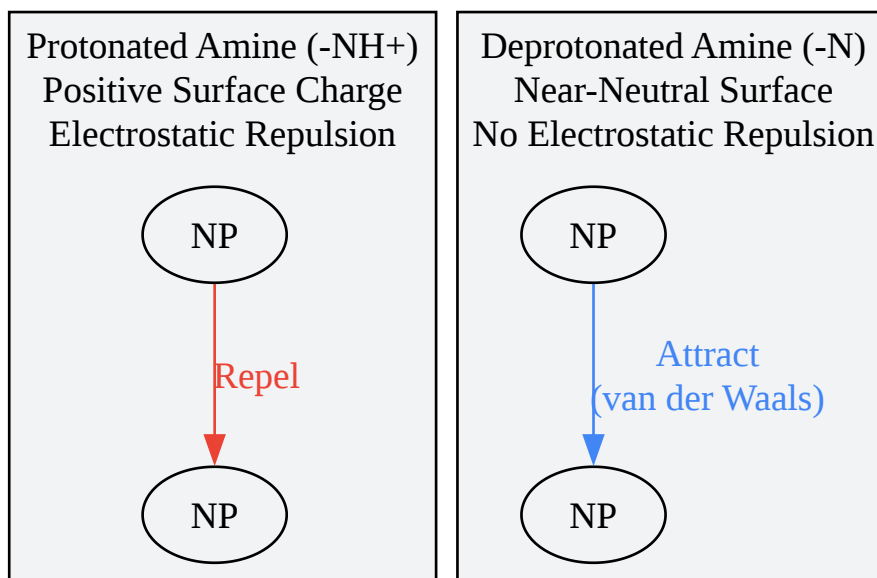 Protonated Amine (-NH+)
Positive Surface Charge
Electrostatic Repulsion
NP
Repel
NP
Deprotonated Amine (-N)
Near-Neutral Surface
No Electrostatic Repulsion
NP
Attract
(van der Waals)
NP